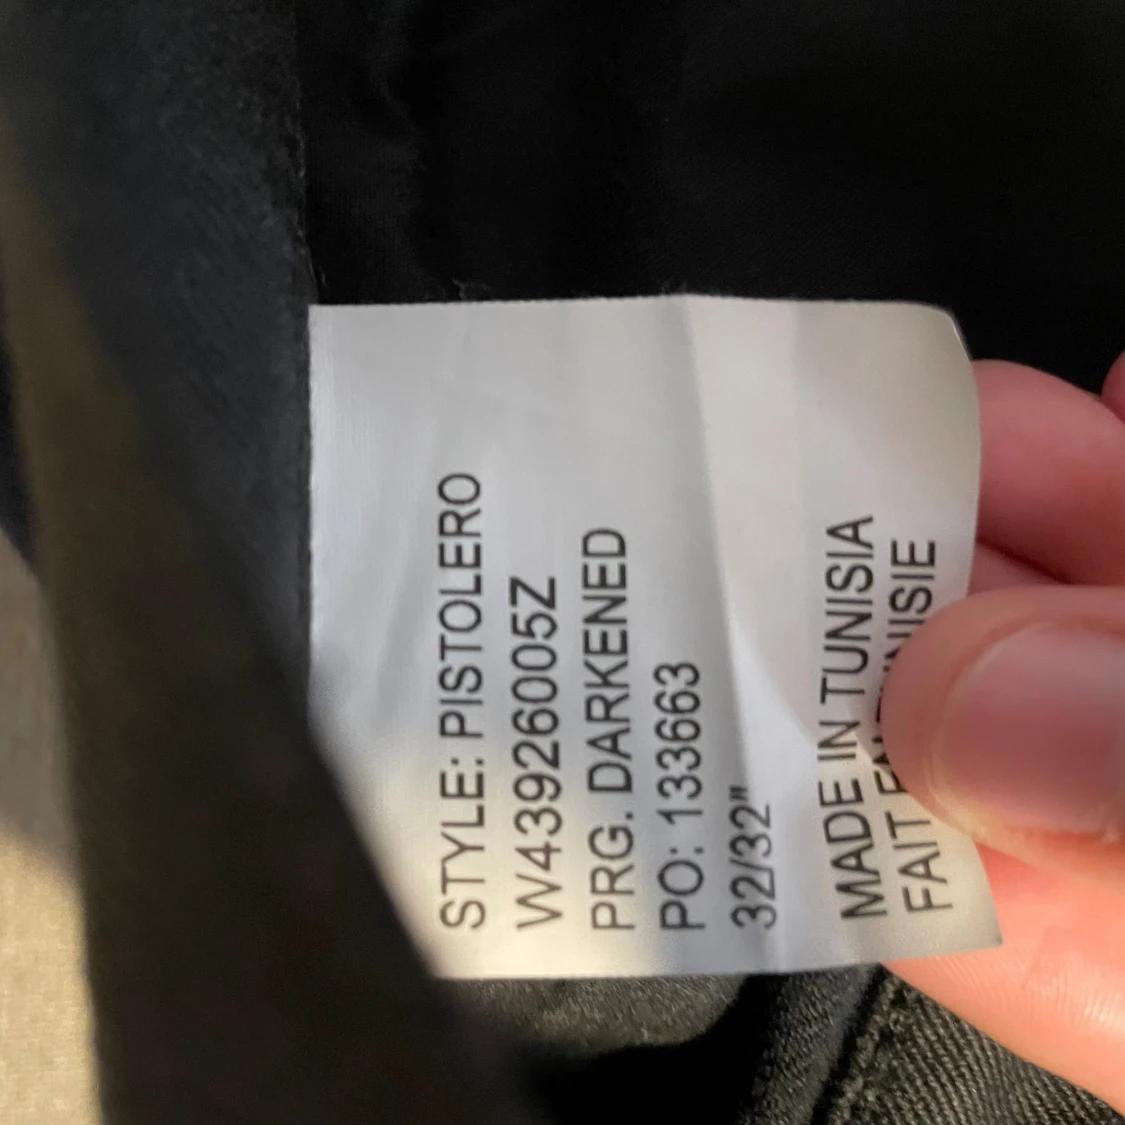 STYLE: PISTOLERO
W43926005Z
PRG. DARKENED
PO: 133663
32/32"
MADE IN TUNISIA
FAIT